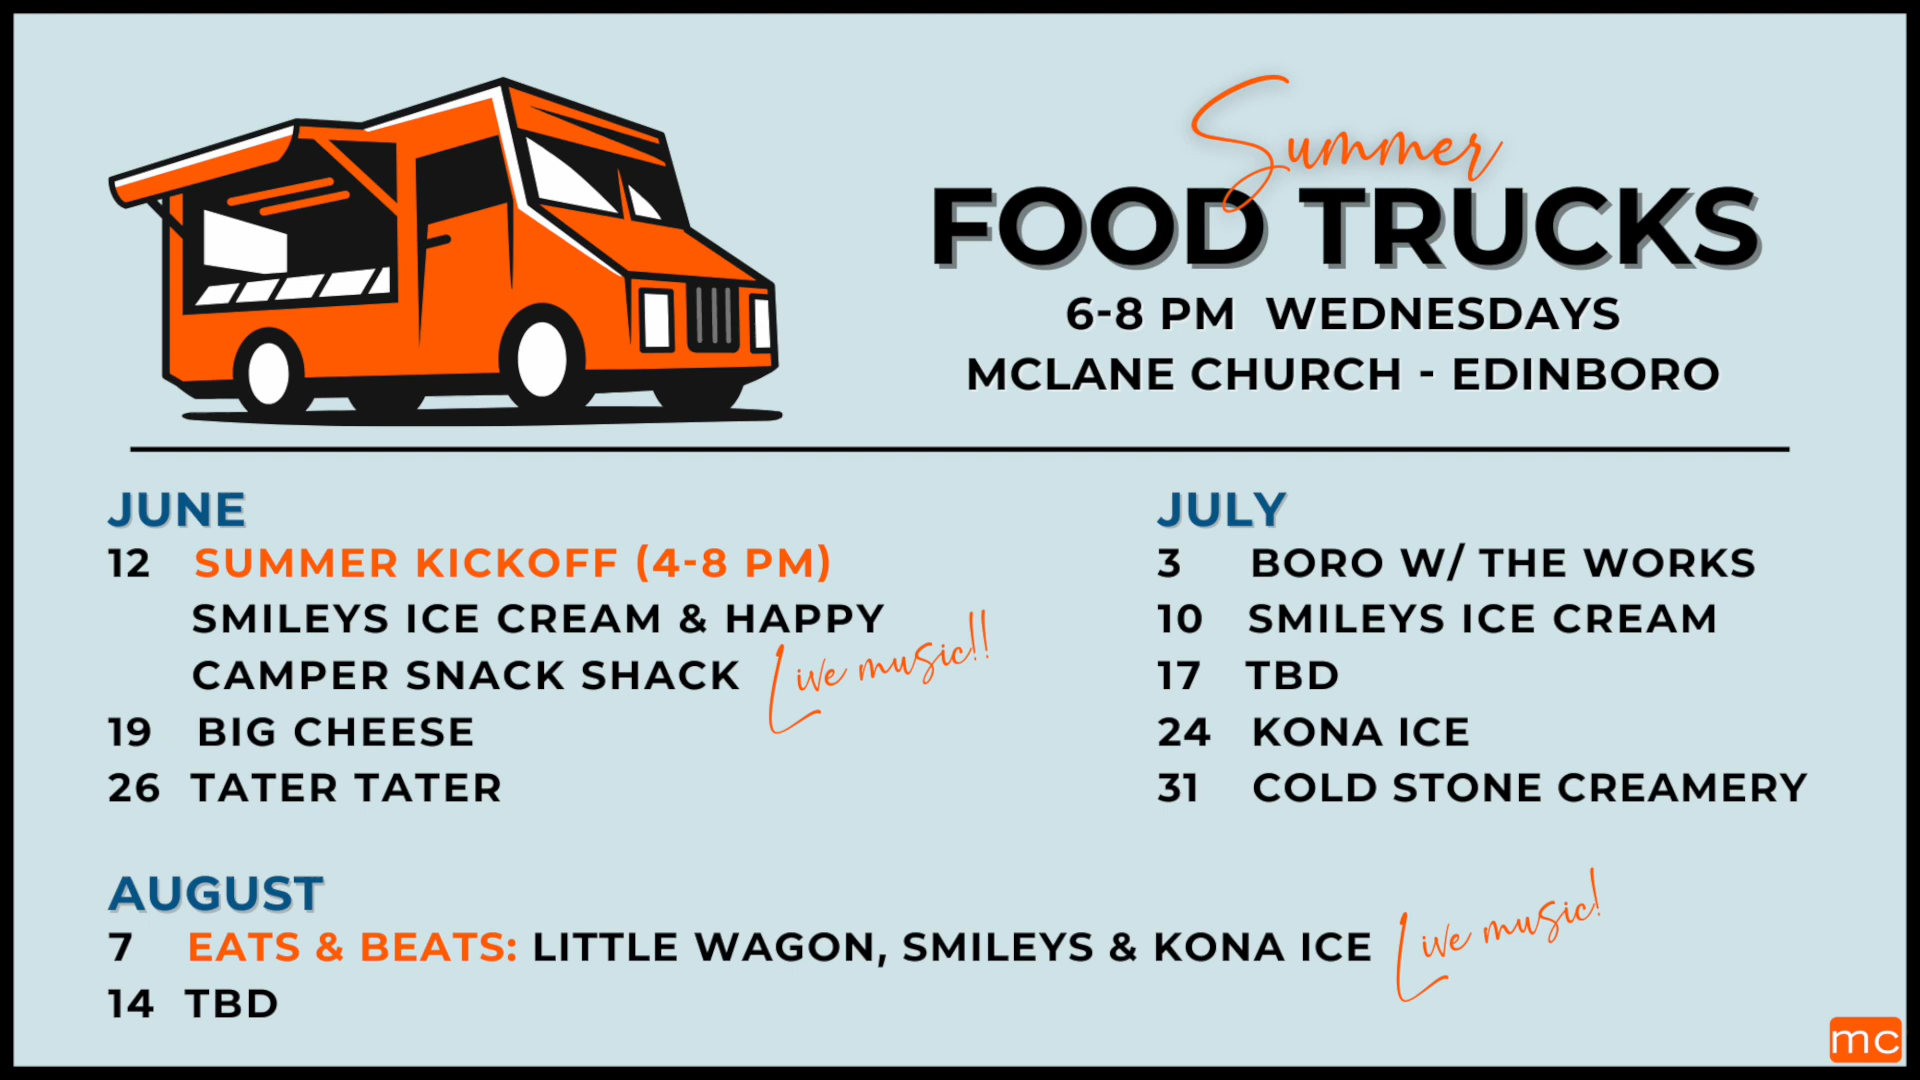 Summer
FOOD TRUCKS
6-8 PM WEDNESDAYS
MCLANE CHURCH - EDINBORO
JUNE
12 SUMMER KICKOFF (4-8 PM)
SMILEYS ICE CREAM & HAPPY
CAMPER SNACK SHACK Live music!!
19 BIG CHEESE
26 TATER TATER
JULY
3 BORO W/ THE WORKS
10 SMILEYS ICE CREAM
17 TBD
24 KONA ICE
31 COLD STONE CREAMERY
AUGUST
7 EATS & BEATS: LITTLE WAGON, SMILEYS & KONA ICE Live music!
14 TBD
mc